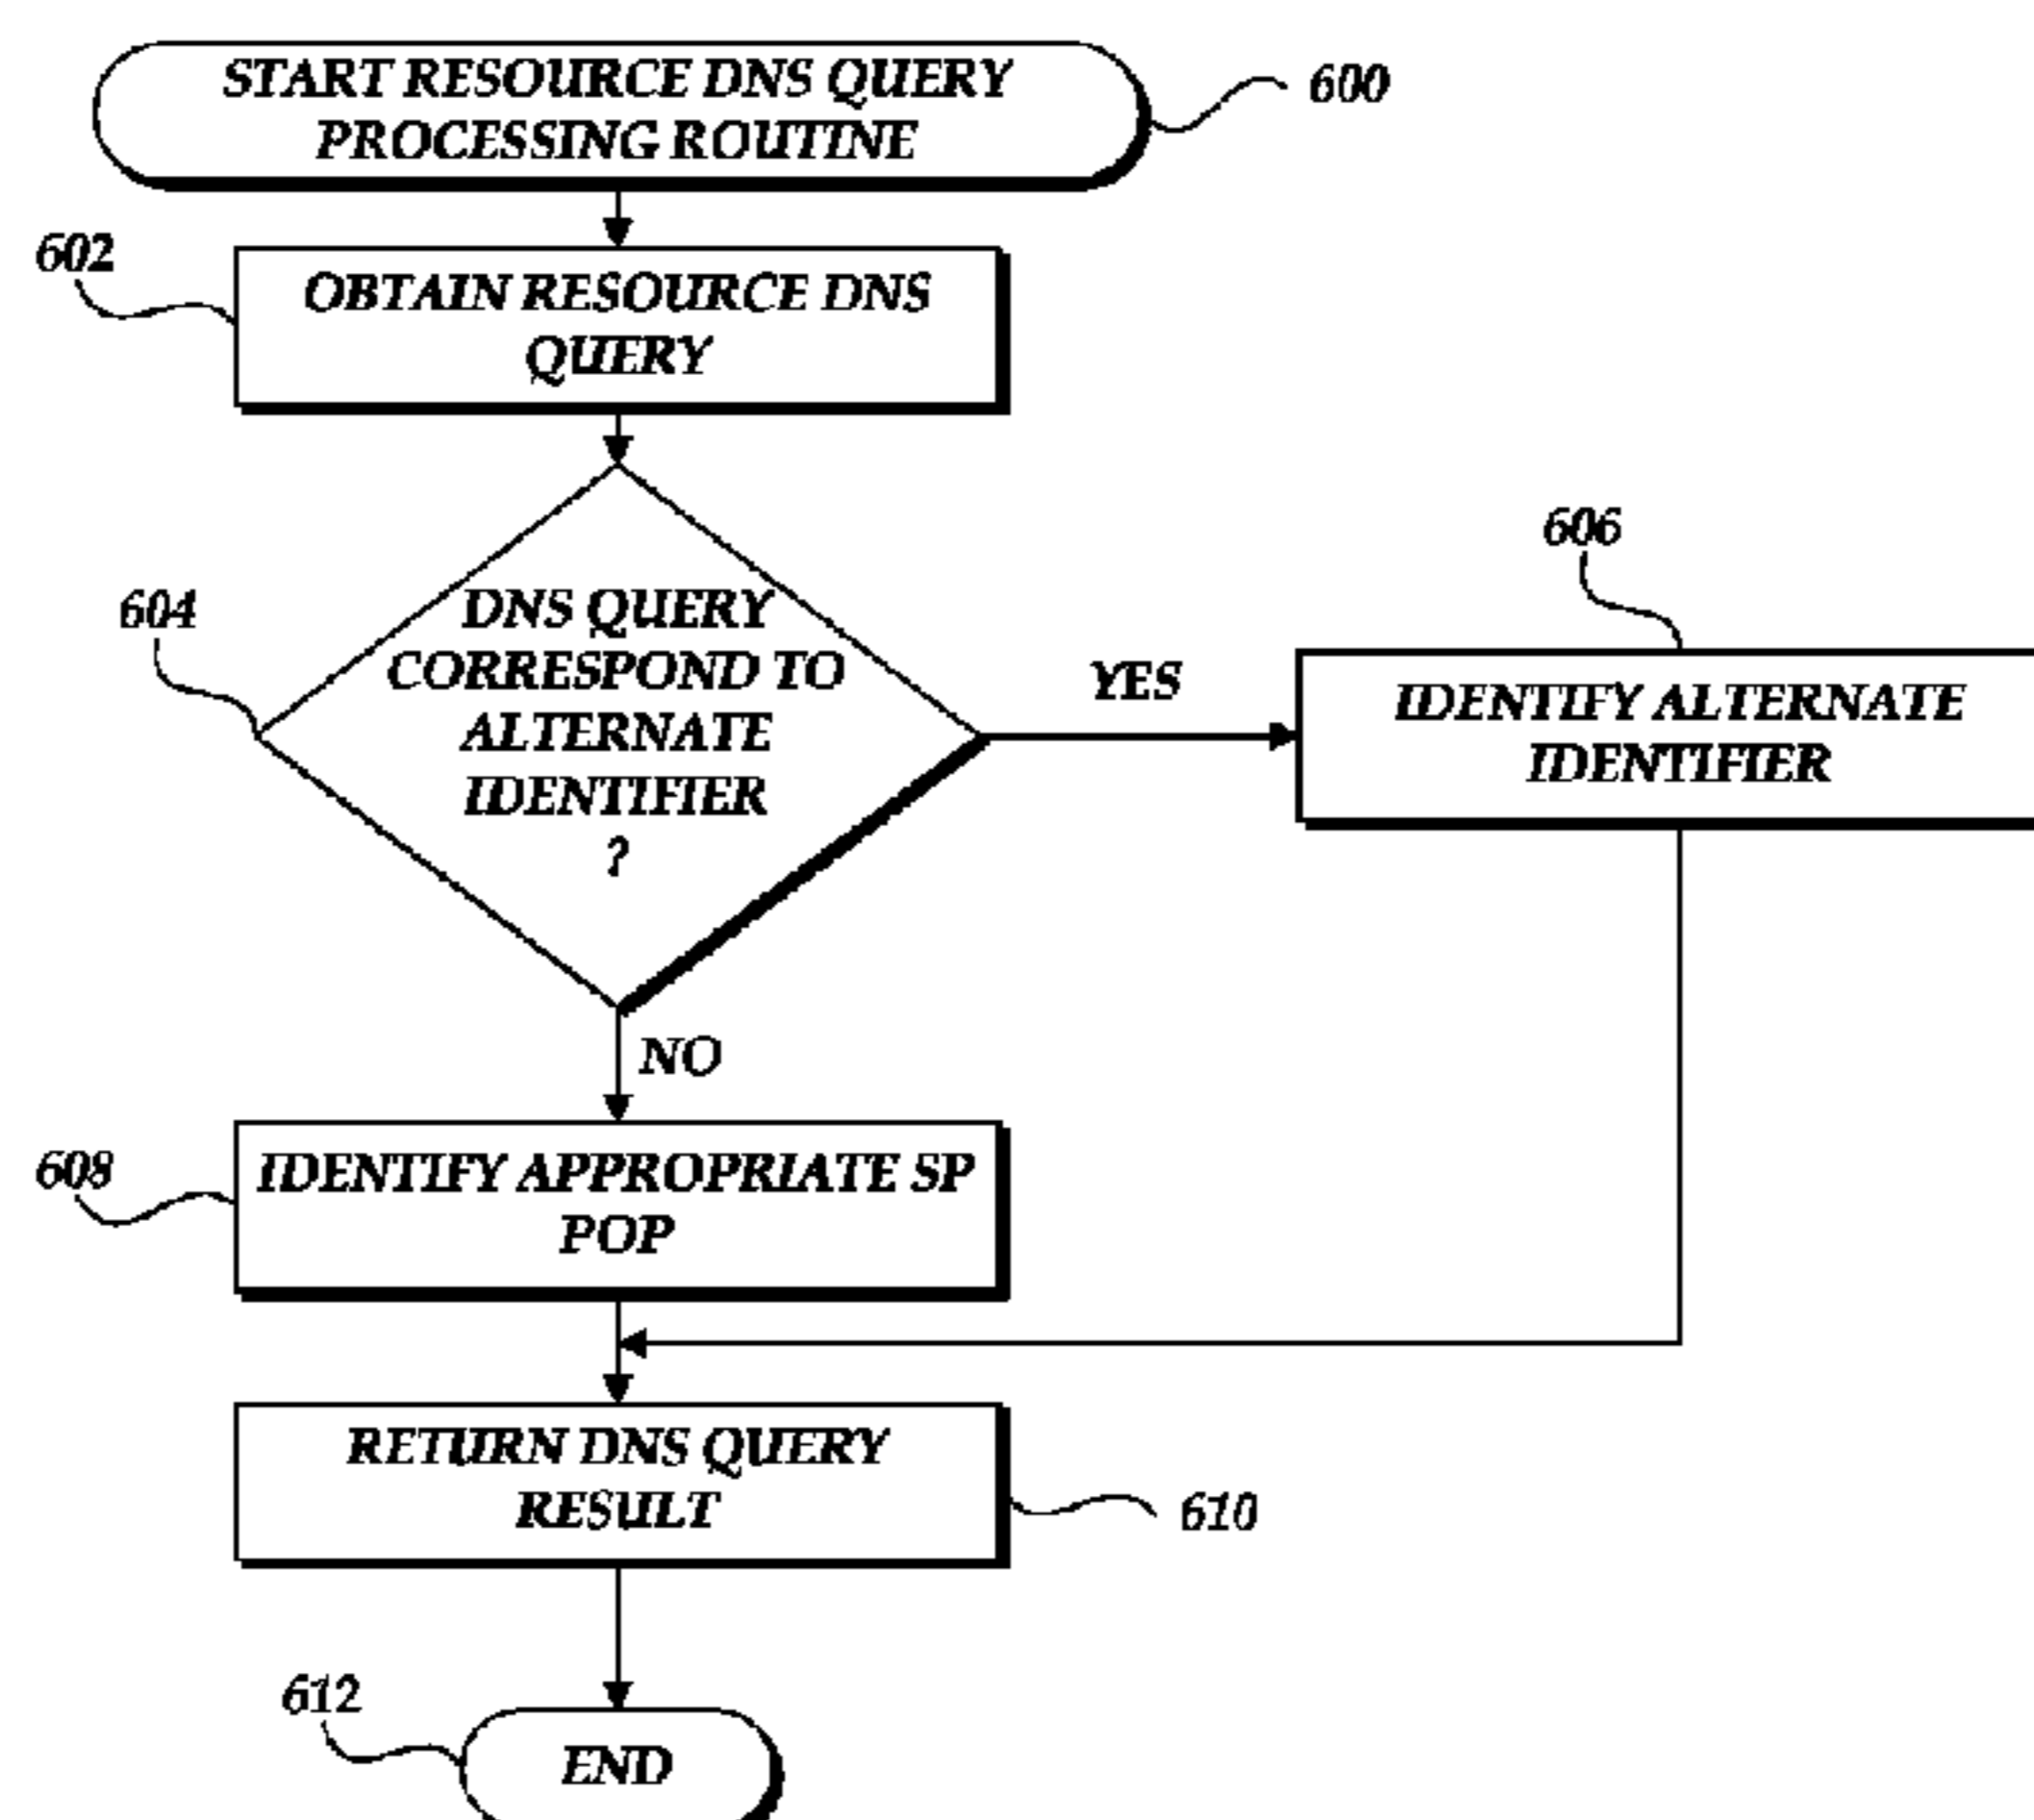 START RESOURCE DNS QUERY
PROCESSING ROUTINE
600
602
OBTAIN RESOURCE DNS
QUERY
604
DNS QUERY
CORRESPOND TO
ALTERNATE
IDENTIFIER
?
YES
606
IDENTIFY ALTERNATE
IDENTIFIER
NO
608
IDENTIFY APPROPRIATE SP
POP
RETURN DNS QUERY
RESULT
610
612
END